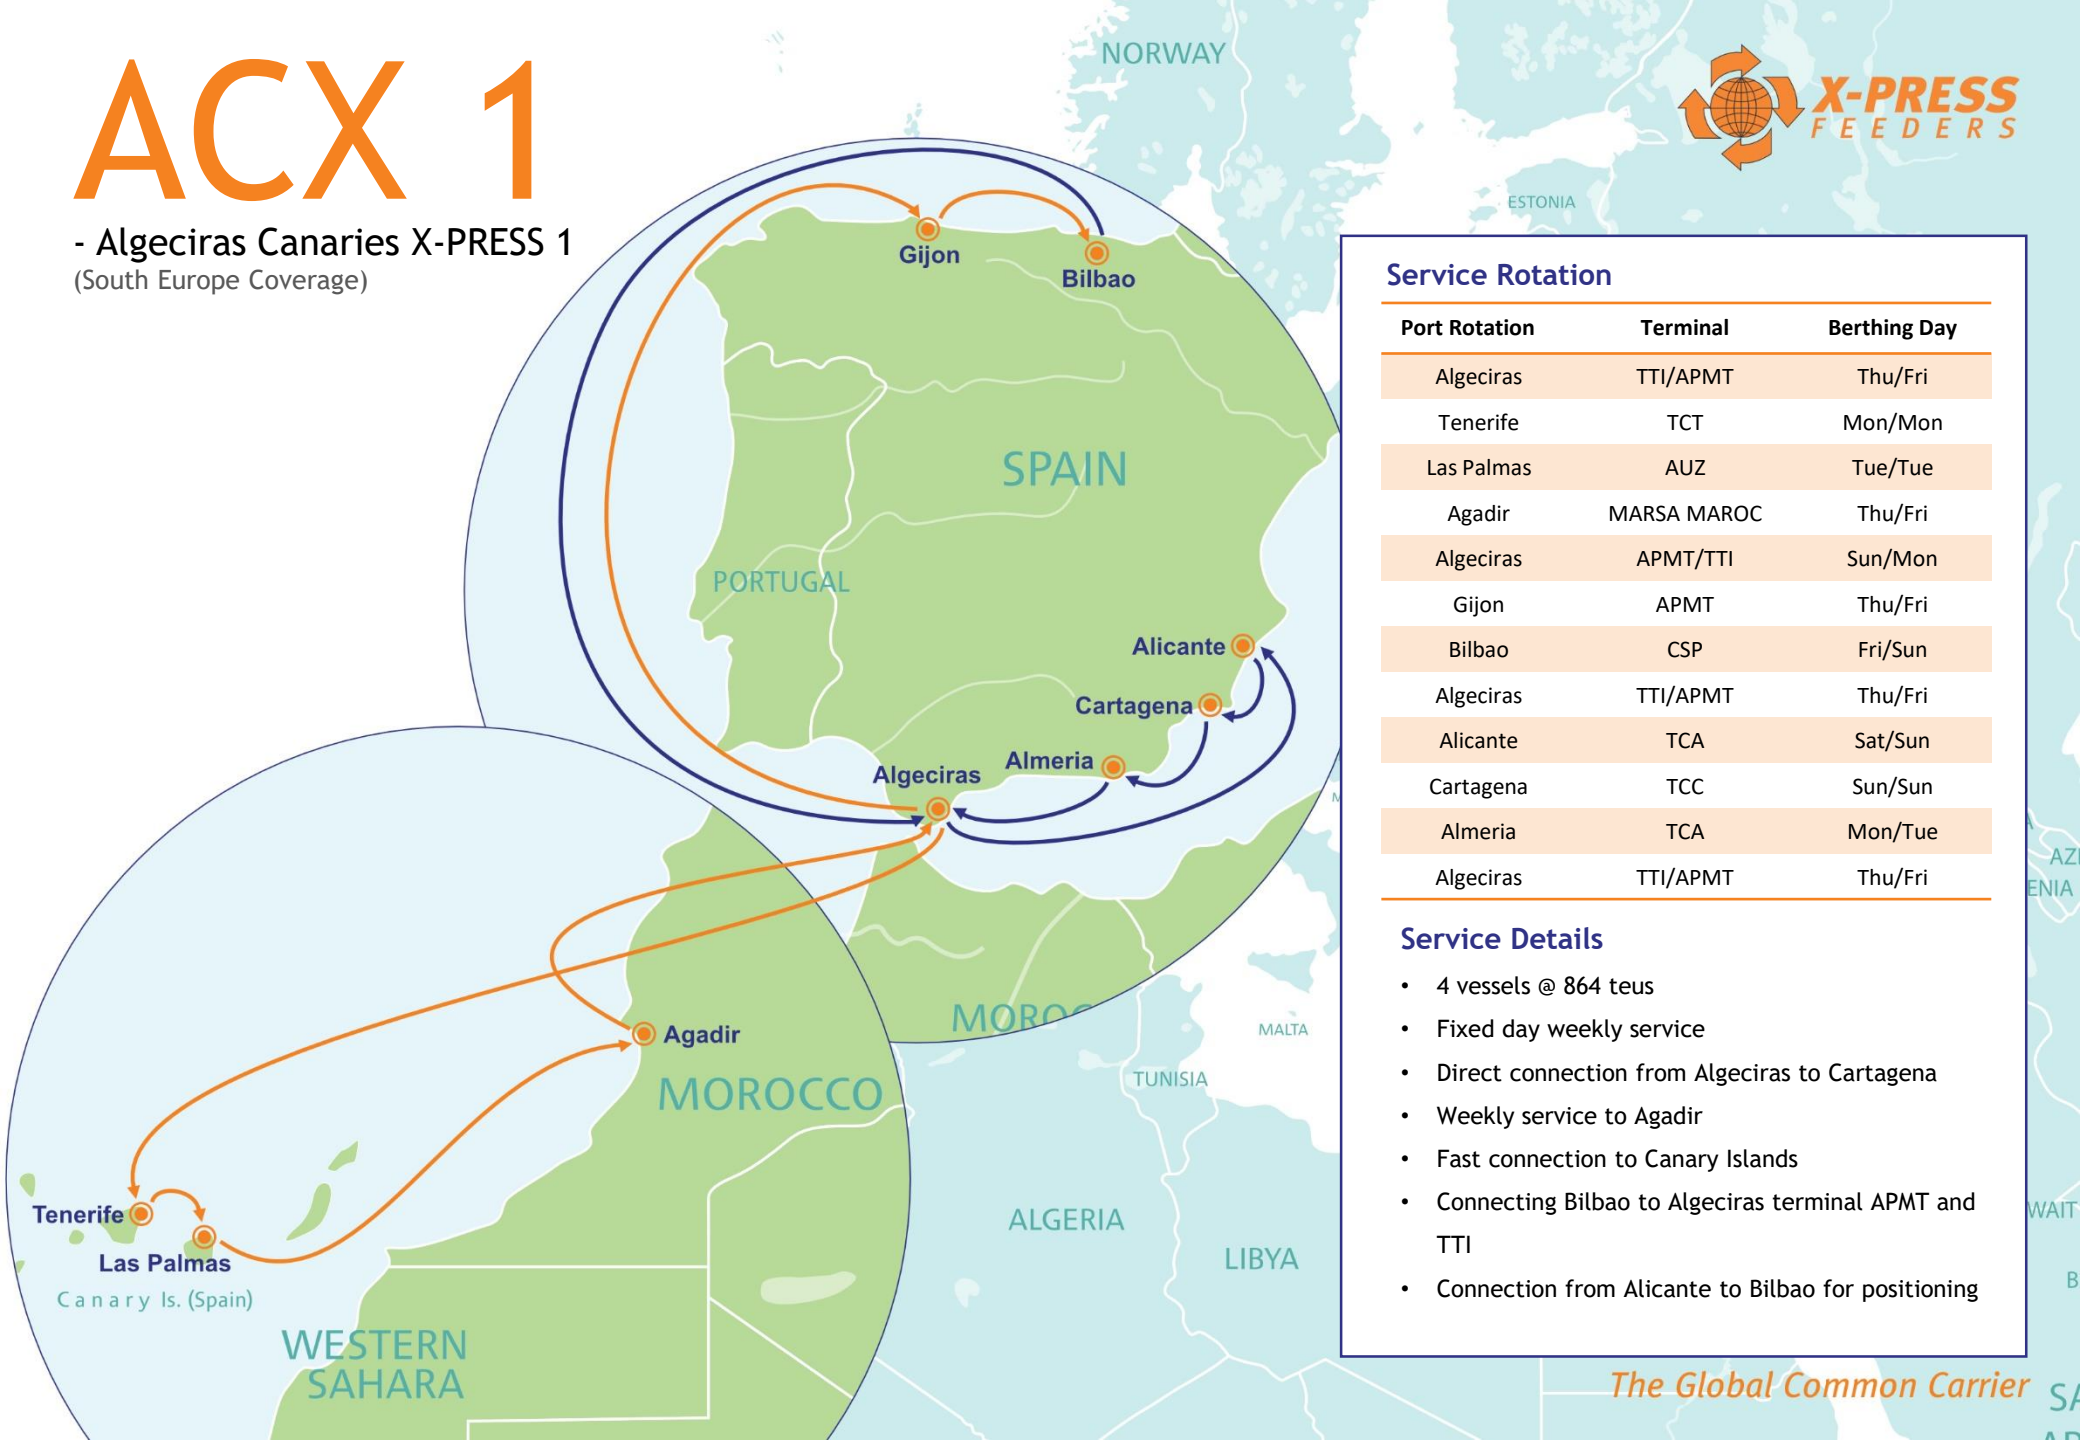 ACX 1
- Algeciras Canaries X-PRESS 1
(South Europe Coverage)
X-PRESS
FEEDERS
NORWAY
ESTONIA
Gijon
Bilbao
SPAIN
PORTUGAL
Alicante
Cartagena
Almeria
Algeciras
Agadir
MOROCCO
MOROC
MALTA
TUNISIA
ALGERIA
LIBYA
Tenerife
Las Palmas
Canary Is. (Spain)
WESTERN
SAHARA
Service Rotation
Port Rotation Terminal Berthing Day
Algeciras TTI/APMT Thu/Fri
Tenerife TCT Mon/Mon
Las Palmas AUZ Tue/Tue
Agadir MARSA MAROC Thu/Fri
Algeciras APMT/TTI Sun/Mon
Gijon APMT Thu/Fri
Bilbao CSP Fri/Sun
Algeciras TTI/APMT Thu/Fri
Alicante TCA Sat/Sun
Cartagena TCC Sun/Sun
Almeria TCA Mon/Tue
Algeciras TTI/APMT Thu/Fri
Service Details
• 4 vessels @ 864 teus
• Fixed day weekly service
• Direct connection from Algeciras to Cartagena
• Weekly service to Agadir
• Fast connection to Canary Islands
• Connecting Bilbao to Algeciras terminal APMT and
TTI
• Connection from Alicante to Bilbao for positioning
AZ
ENIA
WAIT
B
The Global Common Carrier
SA